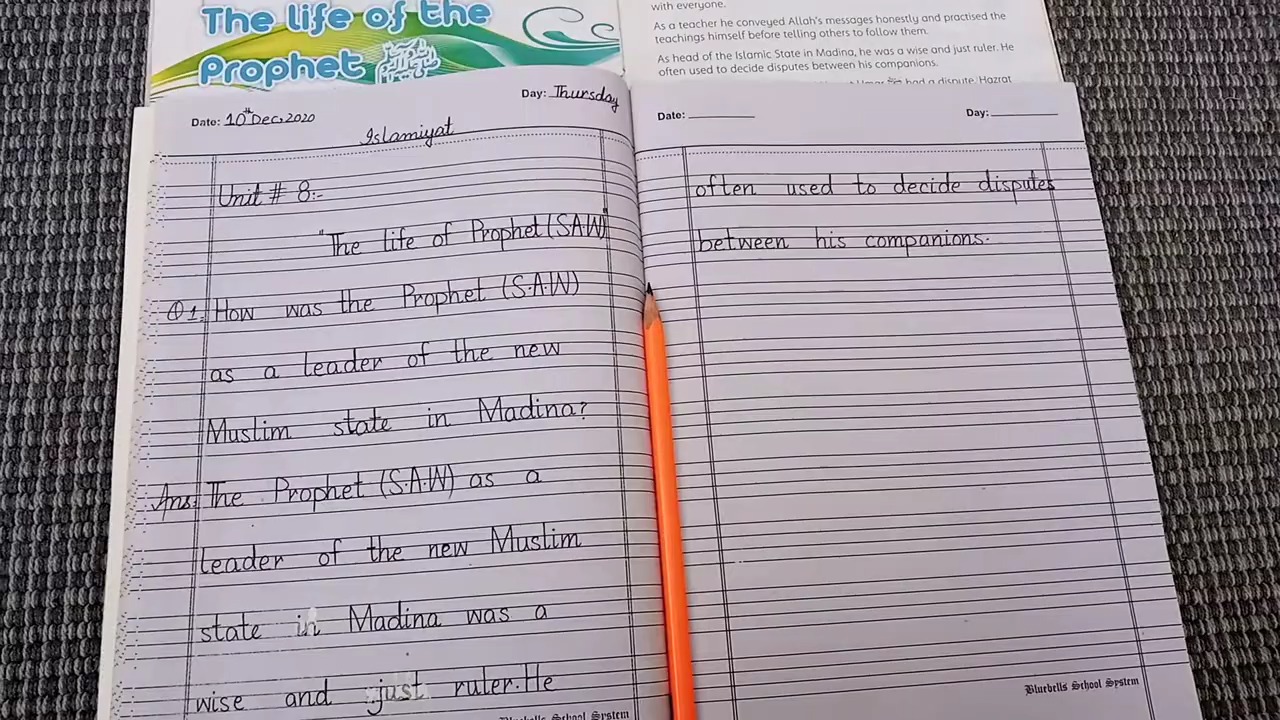 The life of the
Prophet
with everyone.
As a teacher he conveyed Allah's messages honestly and practised the
teachings himself before telling others to follow them.
As head of the Islamic State in Madina, he was a wise and just ruler. He
often used to decide disputes between his companions.
had a dispute. Hazrat
Day: Thursday
Date: 10th Dec, 2020
Islamiyat
Unit # 8:-
"The life of Prophet (S.A.W)"
Q1. How was the Prophet (S.A.W)
as a leader of the new
Muslim state in Madina?
Ans. The Prophet (S.A.W) as a
leader of the new Muslim
state in Madina was a
wise and just ruler. He
Bluebells School System
Date: Day:
often used to decide disputes
between his companions.
Bluebells School System